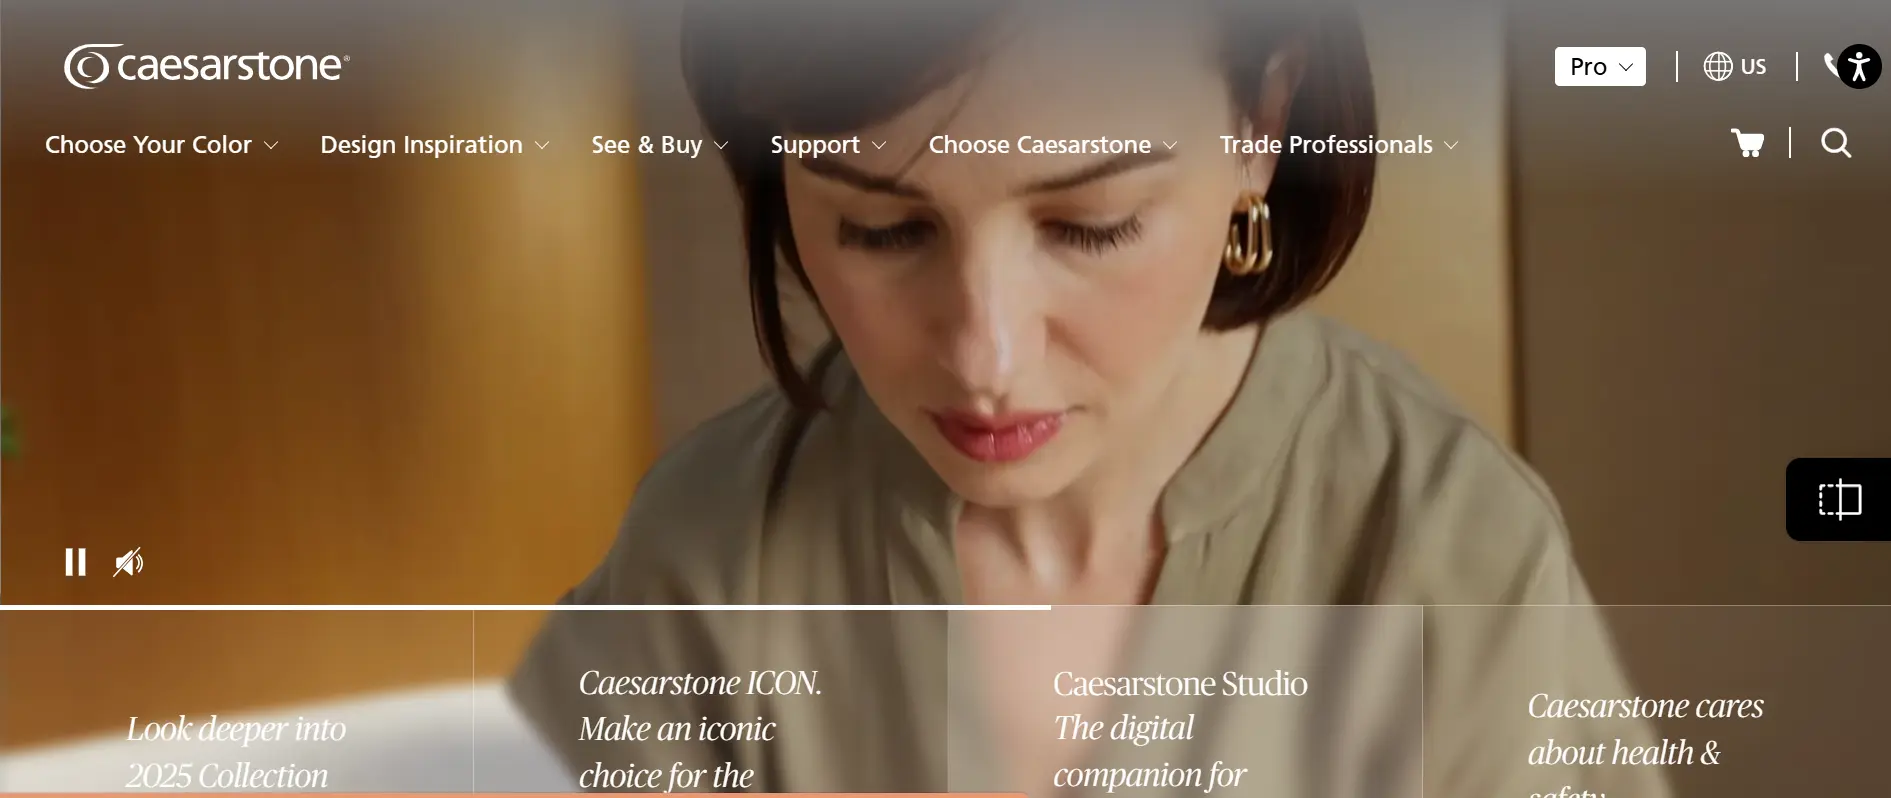 caesarstone®
Pro
US
Choose Your Color
Design Inspiration
See & Buy
Support
Choose Caesarstone
Trade Professionals
Look deeper into
2025 Collection
Caesarstone ICON.
Make an iconic
choice for the
Caesarstone Studio
The digital
companion for
Caesarstone cares
about health &
safety